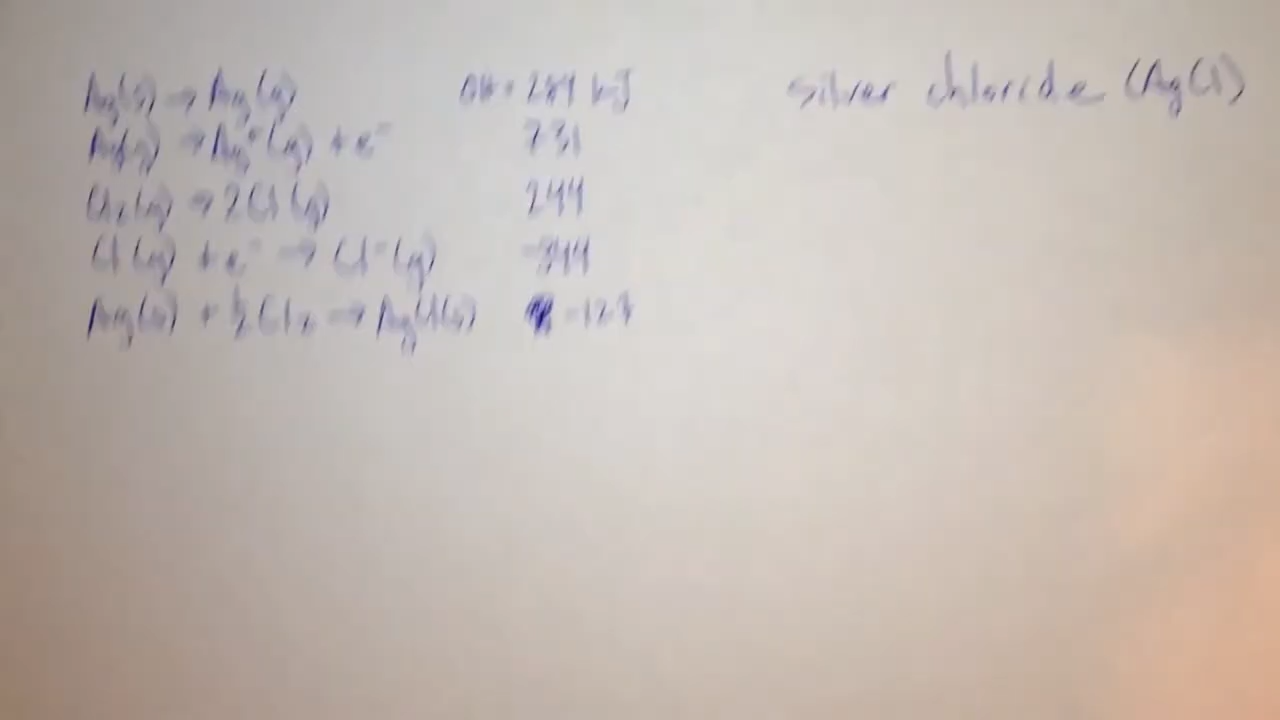 Ag(s) → Ag(g) ΔH = 284 kJ
Ag(g) → Ag⁺(g) + e⁻ 731
Cl₂(g) → 2Cl(g) 244
Cl(g) + e⁻ → Cl⁻(g)
Ag(s) + ½Cl₂ → AgCl(s) -127
silver chloride (AgCl)